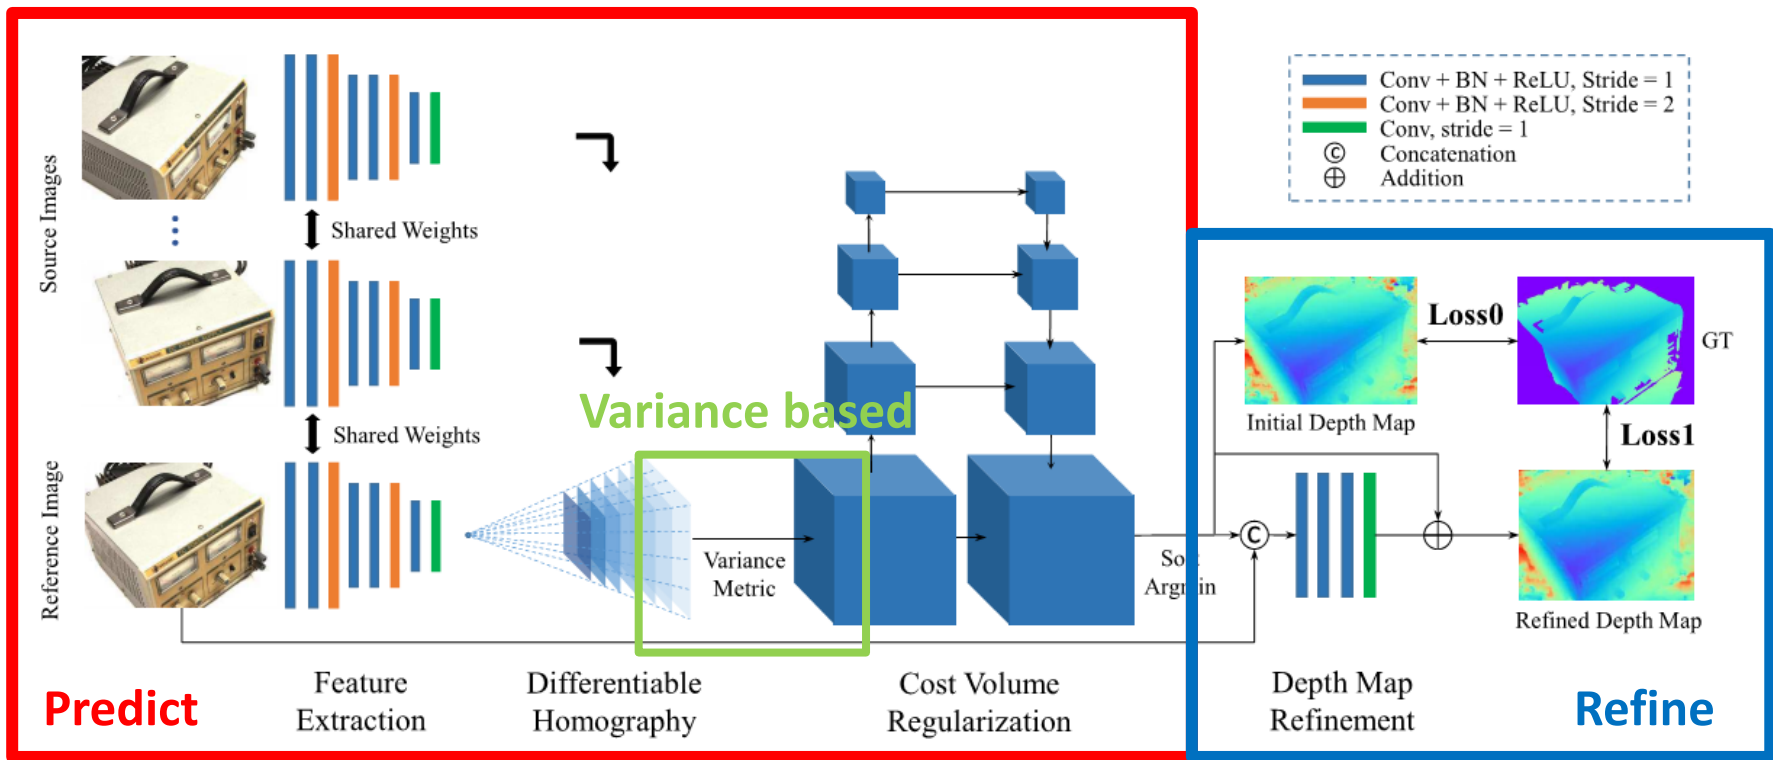 Source Images
Reference Image
Shared Weights
Shared Weights
Variance based
Variance
Metric
Feature
Extraction
Differentiable
Homography
Cost Volume
Regularization
Predict
Conv + BN + ReLU, Stride = 1
Conv + BN + ReLU, Stride = 2
Conv, stride = 1
C
Concatenation
Addition
Loss0
GT
Initial Depth Map
Loss1
Soft
Argmin
C
Refined Depth Map
Depth Map
Refinement
Refine